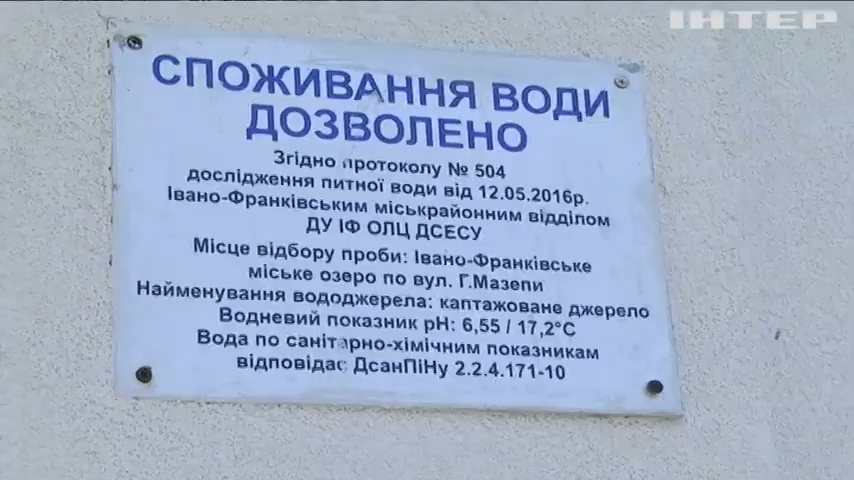 ІНТЕР
СПОЖИВАННЯ ВОДИ
ДОЗВОЛЕНО
Згідно протоколу № 504
дослідження питної води від 12.05.2016р.
Івано-Франківським міськрайонним відділом
ДУ ІФ ОЛЦ ДСЕСУ
Місце відбору проби: Івано-Франківське
міське озеро по вул. Г.Мазепи
Найменування вододжерела: каптажоване джерело
Водневий показник рН: 6,55 / 17,2°С
Вода по санітарно-хімічним показникам
відповідає ДсанПіНу 2.2.4.171-10